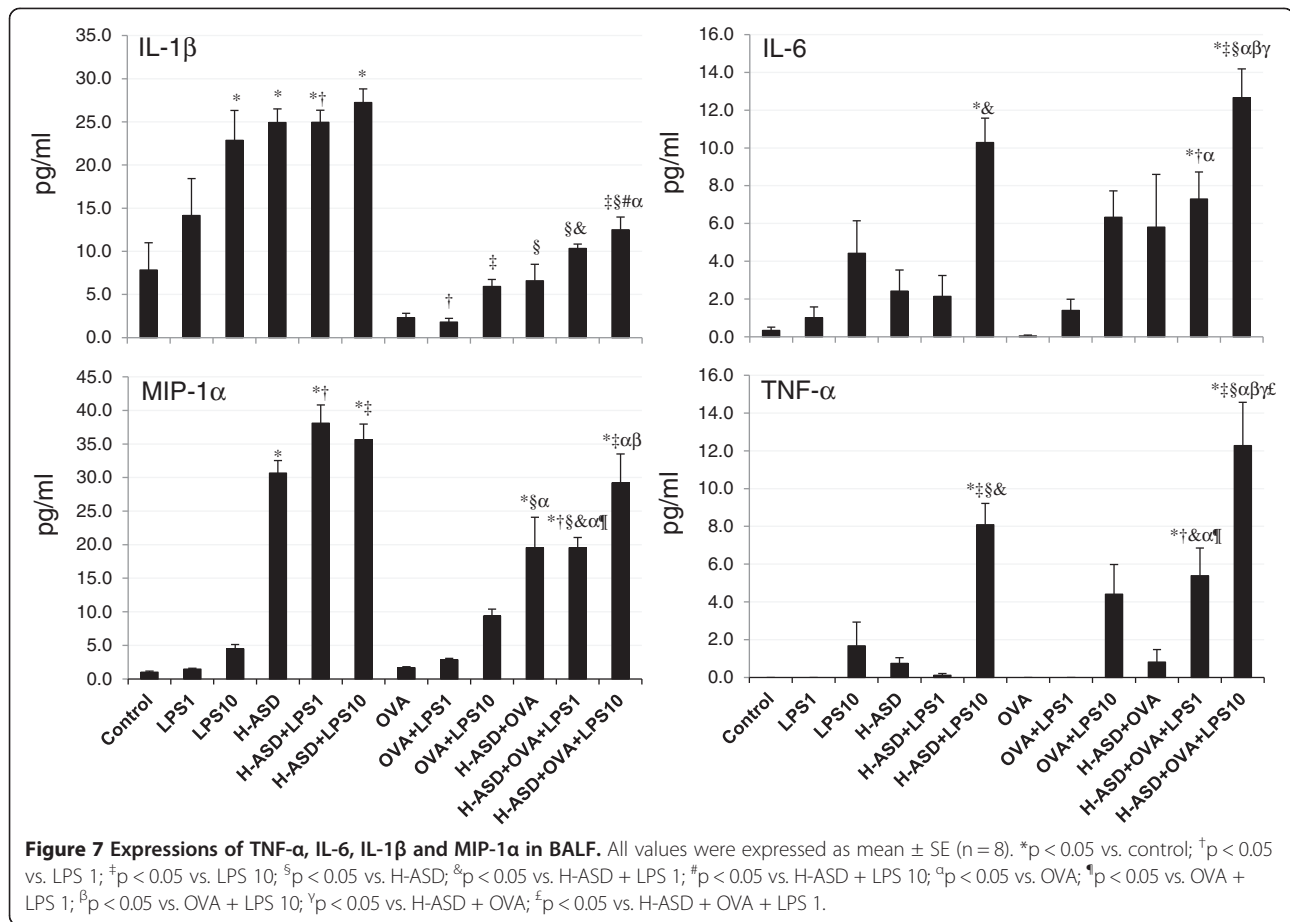 IL-1β
35.0
30.0
25.0
20.0
15.0
10.0
5.0
0.0
pg/ml
* * *† * † ‡ § §& ‡§#α
IL-6
16.0
14.0
12.0
10.0
8.0
6.0
4.0
2.0
0.0
pg/ml
*& *†α *‡§αβγ
MIP-1α
45.0
40.0
35.0
30.0
25.0
20.0
15.0
10.0
5.0
0.0
pg/ml
* *† *‡ *§α *†§&α¶ *‡αβ
Control
LPS1
LPS10
H-ASD
H-ASD+LPS1
H-ASD+LPS10
OVA
OVA+LPS1
OVA+LPS10
H-ASD+OVA
H-ASD+OVA+LPS1
H-ASD+OVA+LPS10
TNF-α
16.0
14.0
12.0
10.0
8.0
6.0
4.0
2.0
0.0
pg/ml
*‡§& *†&α¶ *‡§αβγ£
Control
LPS1
LPS10
H-ASD
H-ASD+LPS1
H-ASD+LPS10
OVA
OVA+LPS1
OVA+LPS10
H-ASD+OVA
H-ASD+OVA+LPS1
H-ASD+OVA+LPS10
Figure 7 Expressions of TNF-α, IL-6, IL-1β and MIP-1α in BALF. All values were expressed as mean ± SE (n = 8). *p < 0.05 vs. control; †p < 0.05
vs. LPS 1; ‡p < 0.05 vs. LPS 10; §p < 0.05 vs. H-ASD; &p < 0.05 vs. H-ASD + LPS 1; #p < 0.05 vs. H-ASD + LPS 10; αp < 0.05 vs. OVA; ¶p < 0.05 vs. OVA +
LPS 1; βp < 0.05 vs. OVA + LPS 10; γp < 0.05 vs. H-ASD + OVA; £p < 0.05 vs. H-ASD + OVA + LPS 1.